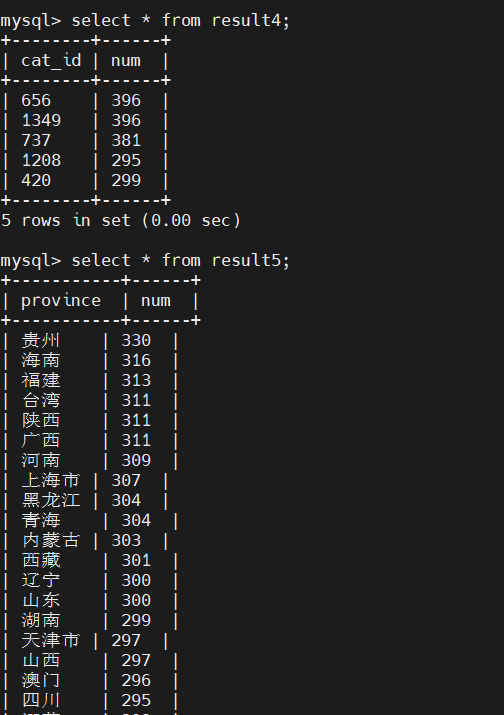 mysql> select * from result4;
+--------+------+
| cat_id | num  |
+--------+------+
| 656    | 396  |
| 1349   | 396  |
| 737    | 381  |
| 1208   | 295  |
| 420    | 299  |
+--------+------+
5 rows in set (0.00 sec)

mysql> select * from result5;
+-----------+------+
| province  | num  |
+-----------+------+
| 贵州    | 330  |
| 海南    | 316  |
| 福建    | 313  |
| 台湾    | 311  |
| 陕西    | 311  |
| 广西    | 311  |
| 河南    | 309  |
| 上海市 | 307  |
| 黑龙江 | 304  |
| 青海    | 304  |
| 内蒙古 | 303  |
| 西藏    | 301  |
| 辽宁    | 300  |
| 山东    | 300  |
| 湖南    | 299  |
| 天津市 | 297  |
| 山西    | 297  |
| 澳门    | 296  |
| 四川    | 295  |